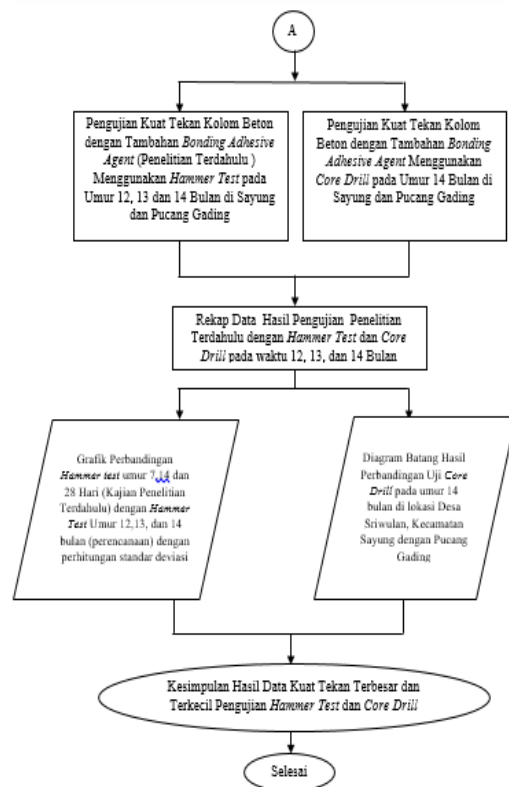 A
Pengujian Kuat Tekan Kolom Beton
dengan Tambahan Bonding Adhesive
Agent (Penelitian Terdahulu )
Menggunakan Hammer Test pada
Umur 12, 13 dan 14 Bulan di Sayung
dan Pucang Gading
Pengujian Kuat Tekan Kolom
Beton dengan Tambahan Bonding
Adhesive Agent Menggunakan
Core Drill pada Umur 14 Bulan di
Sayung dan Pucang Gading
Rekap Data Hasil Pengujian Penelitian
Terdahulu dengan Hammer Test dan Core
Drill pada waktu 12, 13, dan 14 Bulan
Grafik Perbandingan
Hammer test umur 7,14 dan
28 Hari (Kajian Penelitian
Terdahulu) dengan Hammer
Test Umur 12,13, dan 14
bulan (perencanaan) dengan
perhitungan standar deviasi
Diagram Batang Hasil
Perbandingan Uji Core
Drill pada umur 14
bulan di lokasi Desa
Sriwulan, Kecamatan
Sayung dengan Pucang
Gading
Kesimpulan Hasil Data Kuat Tekan Terbesar dan
Terkecil Pengujian Hammer Test dan Core Drill
Selesai